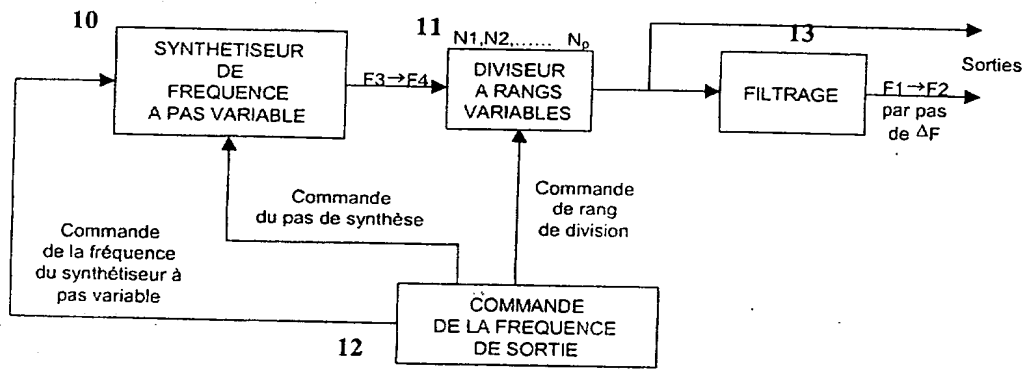 10
SYNTHETISEUR
DE
FREQUENCE
A PAS VARIABLE
F3→F4
11
N1,N2,...... Np
DIVISEUR
A RANGS
VARIABLES
13
FILTRAGE
Sorties
F1→F2
par pas
de ΔF
Commande
du pas de synthèse
Commande
de rang
de division
Commande
de la fréquence
du synthétiseur à
pas variable
12
COMMANDE
DE LA FREQUENCE
DE SORTIE